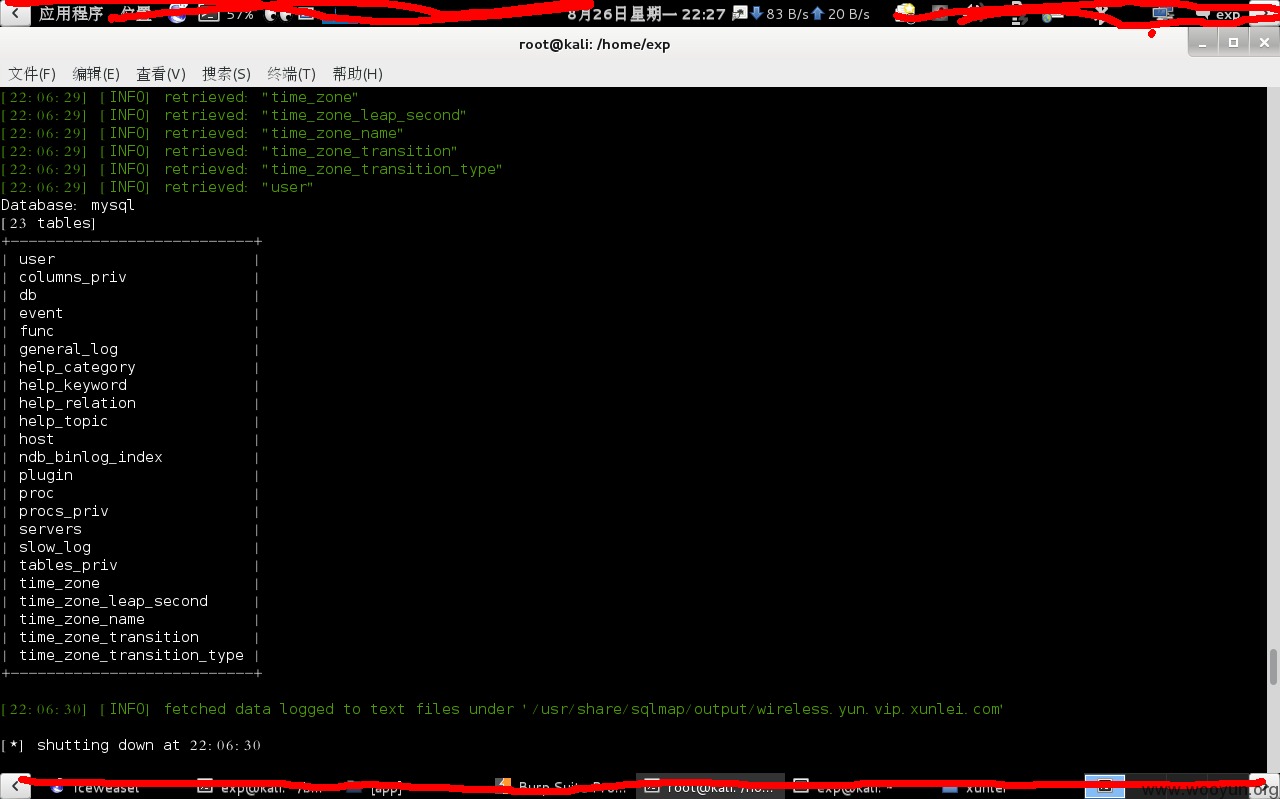 应用程序 位置 57% 8月26日星期一 22:27 83 B/s 20 B/s exp
root@kali: /home/exp
文件(F) 编辑(E) 查看(V) 搜索(S) 终端(T) 帮助(H)
[22:06:29] [INFO] retrieved: "time_zone"
[22:06:29] [INFO] retrieved: "time_zone_leap_second"
[22:06:29] [INFO] retrieved: "time_zone_name"
[22:06:29] [INFO] retrieved: "time_zone_transition"
[22:06:29] [INFO] retrieved: "time_zone_transition_type"
[22:06:29] [INFO] retrieved: "user"
Database: mysql
[23 tables]
+---------------------------+
| user |
| columns_priv |
| db |
| event |
| func |
| general_log |
| help_category |
| help_keyword |
| help_relation |
| help_topic |
| host |
| ndb_binlog_index |
| plugin |
| proc |
| procs_priv |
| servers |
| slow_log |
| tables_priv |
| time_zone |
| time_zone_leap_second |
| time_zone_name |
| time_zone_transition |
| time_zone_transition_type |
+---------------------------+
[22:06:30] [INFO] fetched data logged to text files under '/usr/share/sqlmap/output/wireless.yun.vip.xunlei.com'
[*] shutting down at 22:06:30
Iceweasel exp@kali: [app] Burp Suite Pro... root@kali: /ho... exp@kali: ~ xunlei
www.wooyun.org